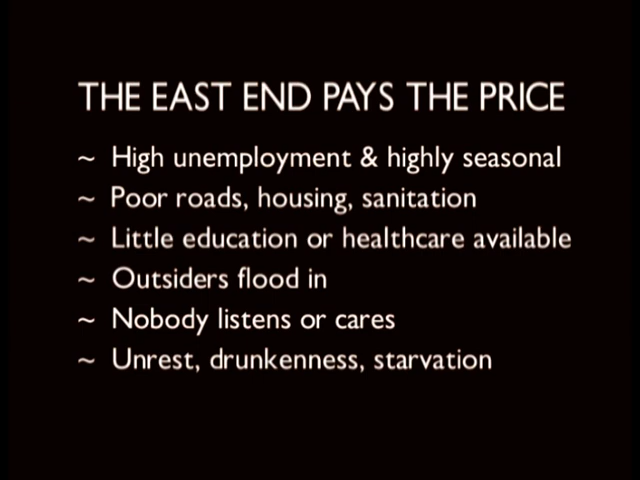 THE EAST END PAYS THE PRICE
~ High unemployment & highly seasonal
~ Poor roads, housing, sanitation
~ Little education or healthcare available
~ Outsiders flood in
~ Nobody listens or cares
~ Unrest, drunkenness, starvation